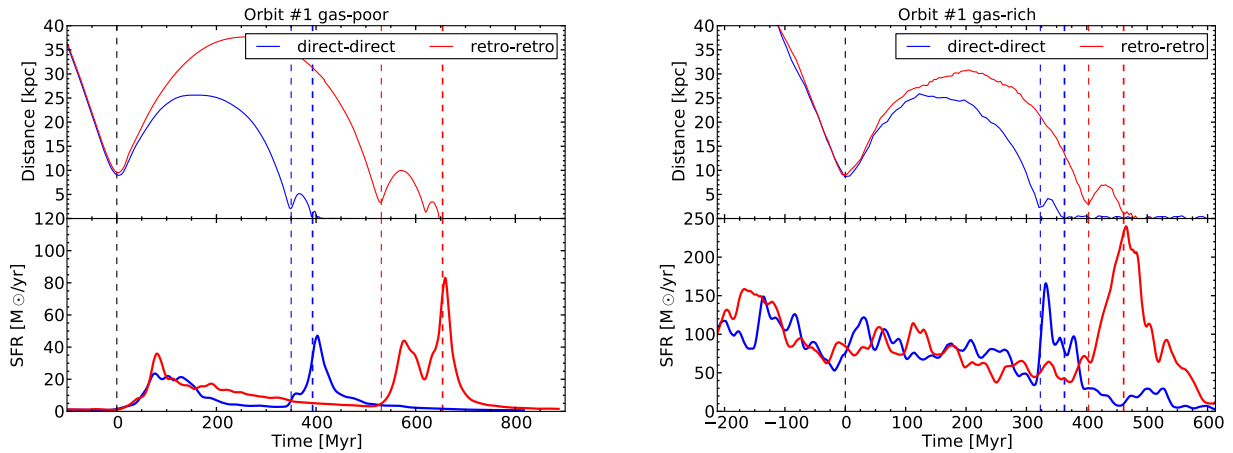 Orbit #1 gas-poor
direct-direct retro-retro
Distance [kpc]
40
35
30
25
20
15
10
5
120
100
80
60
40
20
0
SFR [M☉/yr]
0 200 400 600 800
Time [Myr]
Orbit #1 gas-rich
direct-direct retro-retro
Distance [kpc]
40
35
30
25
20
15
10
5
250
200
150
100
50
0
SFR [M☉/yr]
−200 −100 0 100 200 300 400 500 600
Time [Myr]